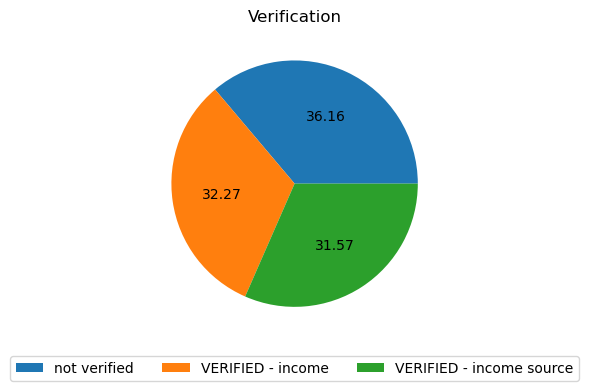 Verification
36.16
32.27
31.57
not verified VERIFIED - income VERIFIED - income source